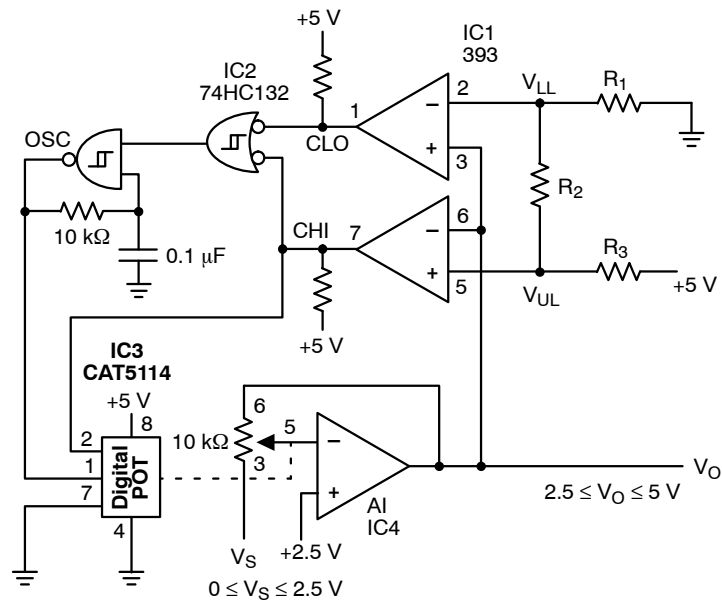 +5 V
IC1
393
IC2
74HC132
OSC
1
2
3
−
+
CLO
V_LL
R_1
R_2
10 kΩ
0.1 μF
CHI
7
6
5
−
+
V_UL
R_3
+5 V
+5 V
IC3
CAT5114
+5 V
8
2
1
7
4
Digital
POT
10 kΩ
6
5
3
−
+
AI
IC4
V_O
2.5 ≤ V_O ≤ 5 V
V_S
+2.5 V
0 ≤ V_S ≤ 2.5 V